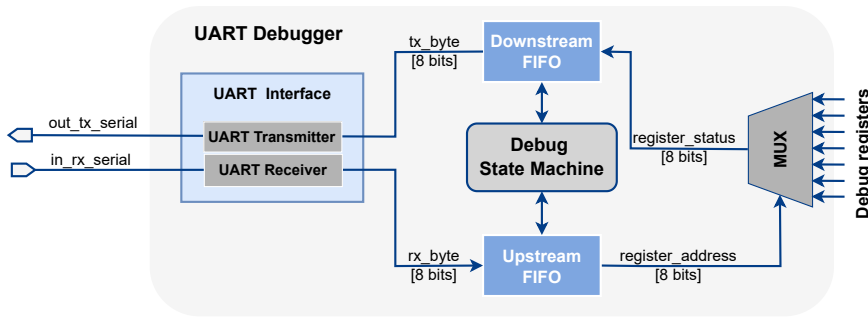 UART Debugger
tx_byte
[8 bits]
Downstream
FIFO
UART Interface
out_tx_serial
UART Transmitter
in_rx_serial
UART Receiver
Debug
State Machine
register_status
[8 bits]
MUX
Debug registers
rx_byte
[8 bits]
Upstream
FIFO
register_address
[8 bits]